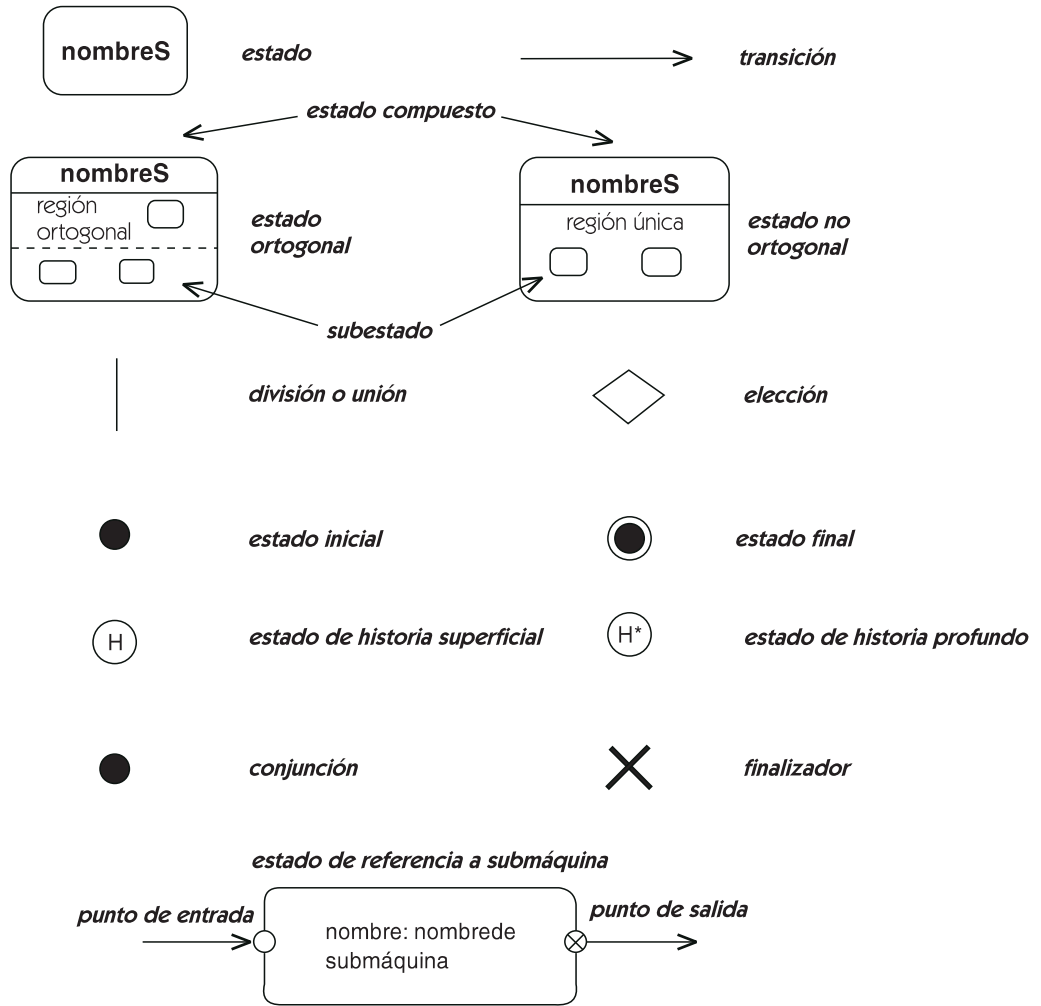 nombreS
estado
transición
estado compuesto
nombreS
región
ortogonal
estado
ortogonal
nombreS
región única
estado no
ortogonal
subestado
división o unión
elección
estado inicial
estado final
H
estado de historia superficial
H*
estado de historia profundo
conjunción
finalizador
estado de referencia a submáquina
punto de entrada
punto de salida
nombre: nombrede
submáquina